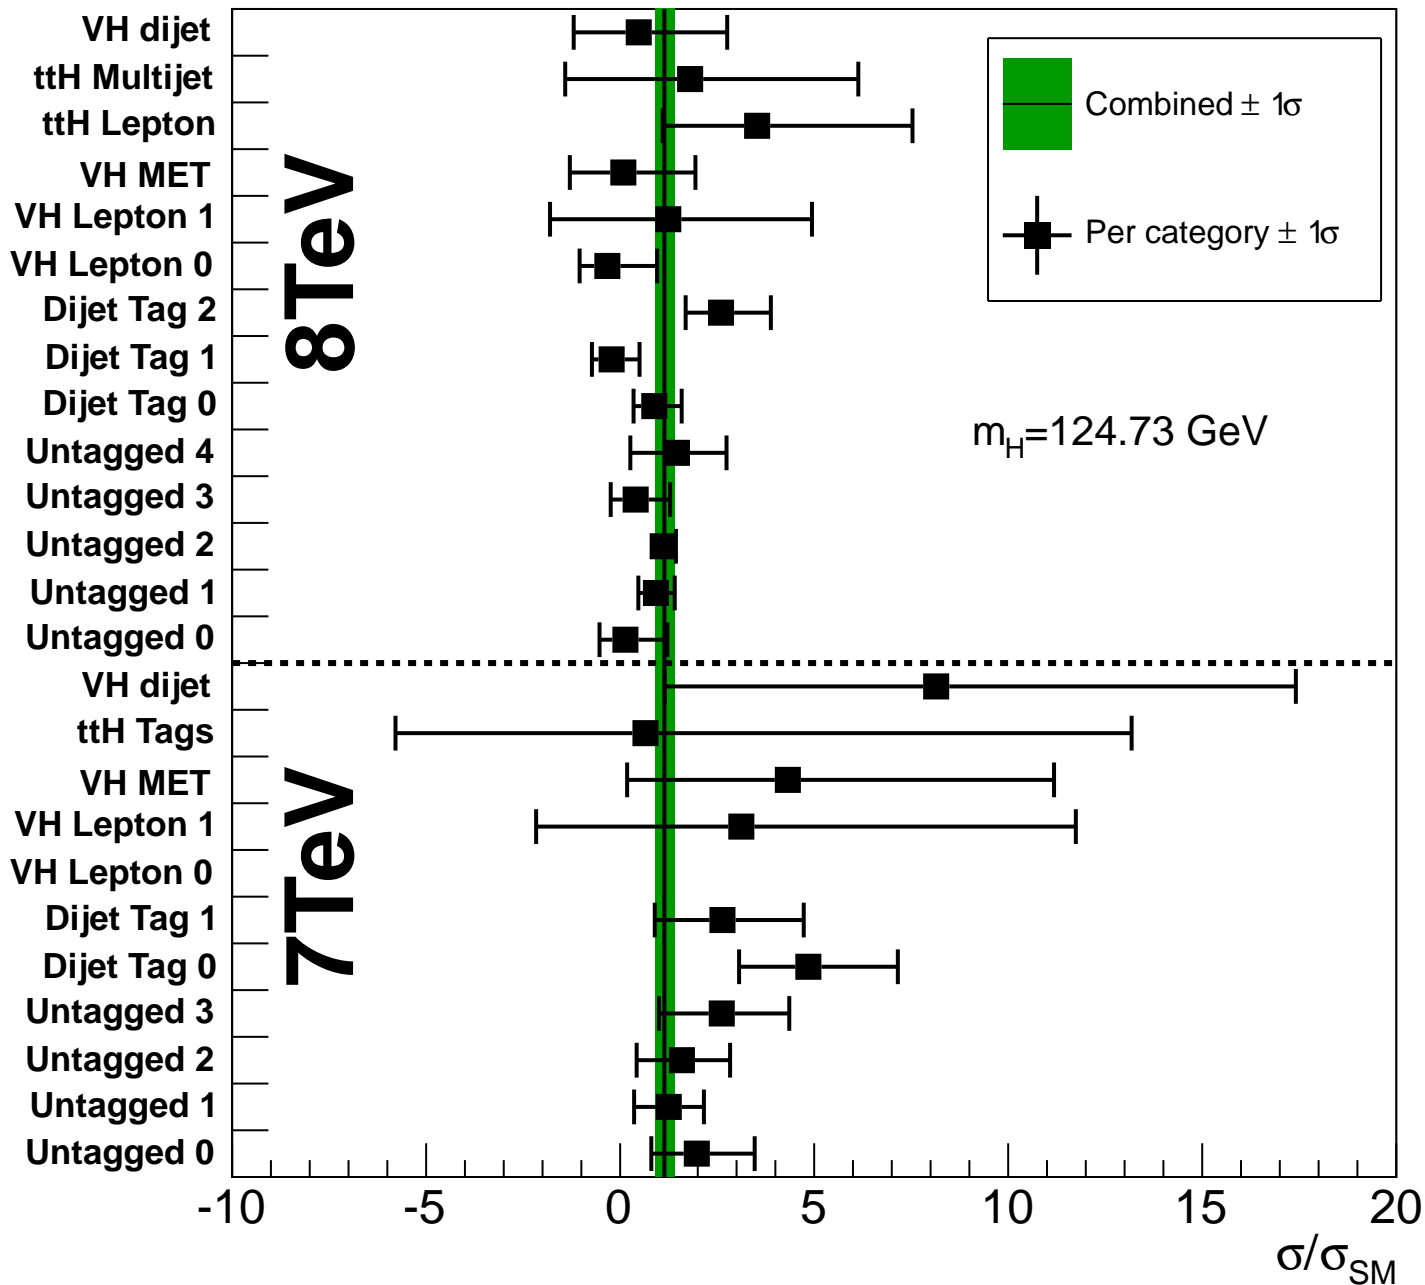 VH dijet
ttH Multijet
ttH Lepton
VH MET
VH Lepton 1
VH Lepton 0
Dijet Tag 2
Dijet Tag 1
Dijet Tag 0
Untagged 4
Untagged 3
Untagged 2
Untagged 1
Untagged 0
VH dijet
ttH Tags
VH MET
VH Lepton 1
VH Lepton 0
Dijet Tag 1
Dijet Tag 0
Untagged 3
Untagged 2
Untagged 1
Untagged 0
8TeV
7TeV
Combined ± 1σ
Per category ± 1σ
m_H=124.73 GeV
-10 -5 0 5 10 15 20
σ/σ_SM